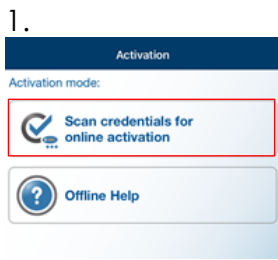 1.
Activation
Activation mode:
Scan credentials for
online activation
Offline Help